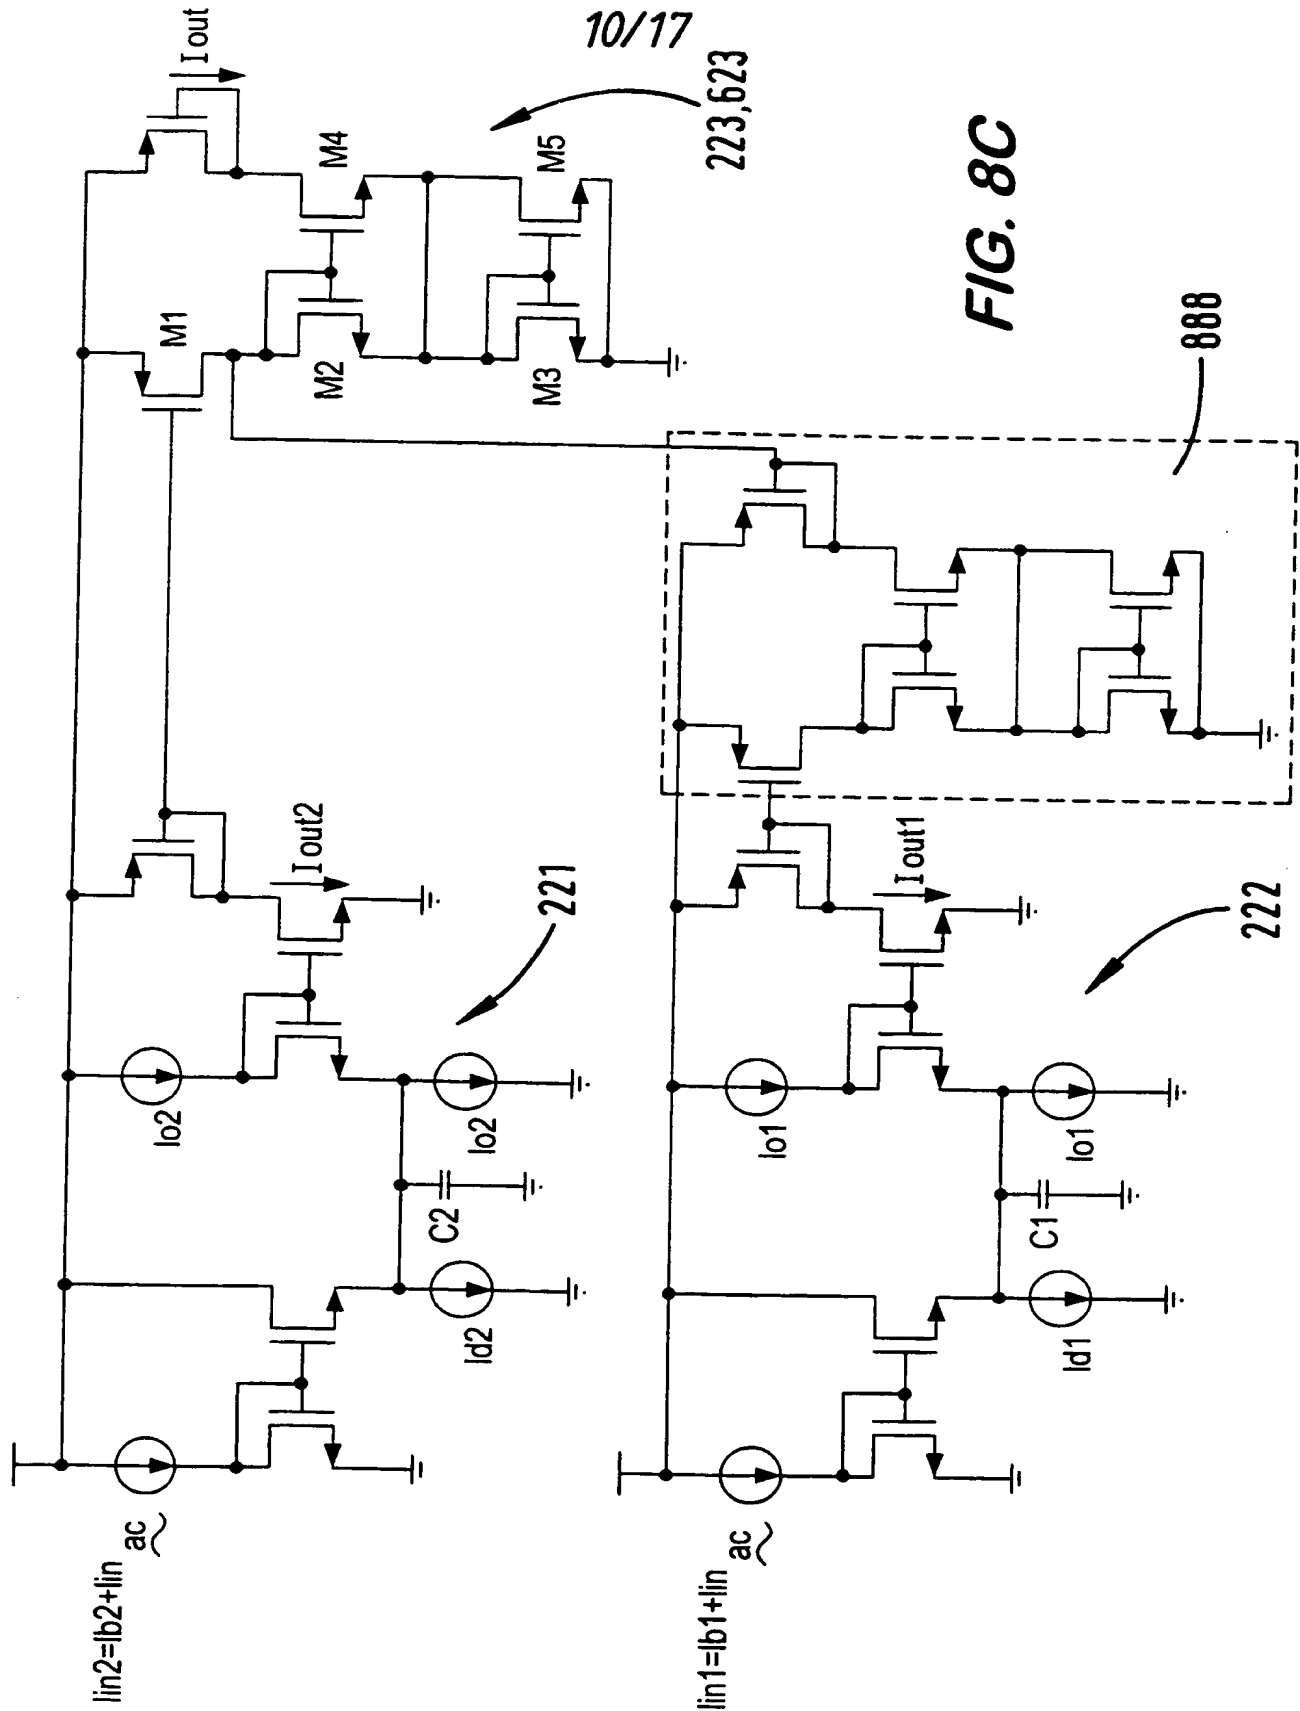 10/17
Iin2=Ib2+Iin
ac
Io2
Id2
C2
Io2
Iout2
221
M1
Iout
M2
M4
M3
M5
223,623
Iin1=Ib1+Iin
ac
Io1
Id1
C1
Io1
Iout1
222
888
FIG. 8C